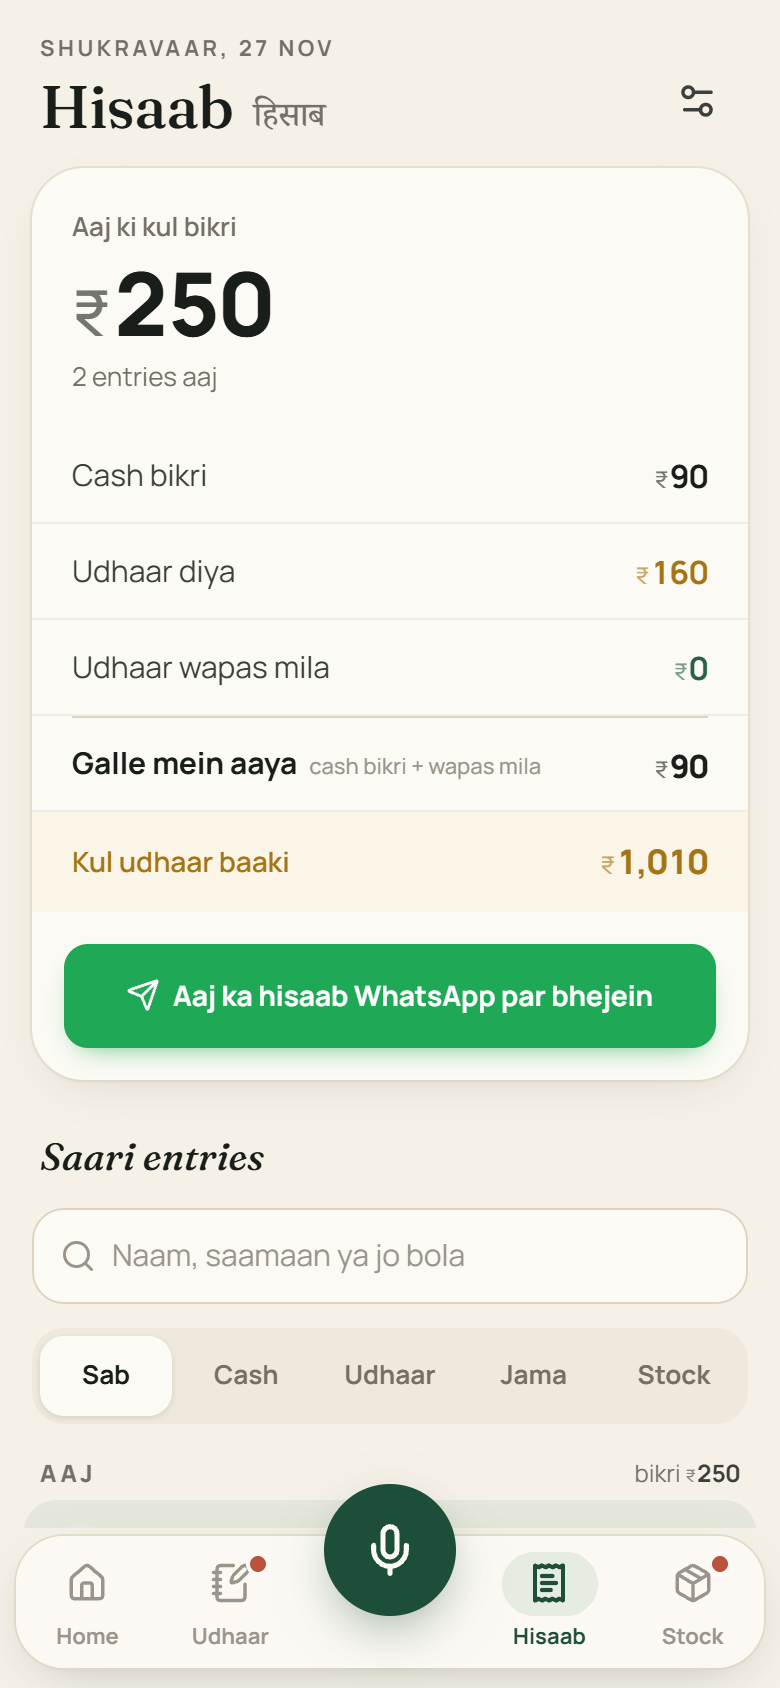 SHUKRAVAAR, 27 NOV
Hisaab हिसाब
Aaj ki kul bikri
₹250
2 entries aaj
Cash bikri ₹90
Udhaar diya ₹160
Udhaar wapas mila ₹0
Galle mein aaya cash bikri + wapas mila ₹90
Kul udhaar baaki ₹1,010
Aaj ka hisaab WhatsApp par bhejein
Saari entries
Naam, saamaan ya jo bola
Sab Cash Udhaar Jama Stock
AAJ bikri ₹250
Home Udhaar Hisaab Stock